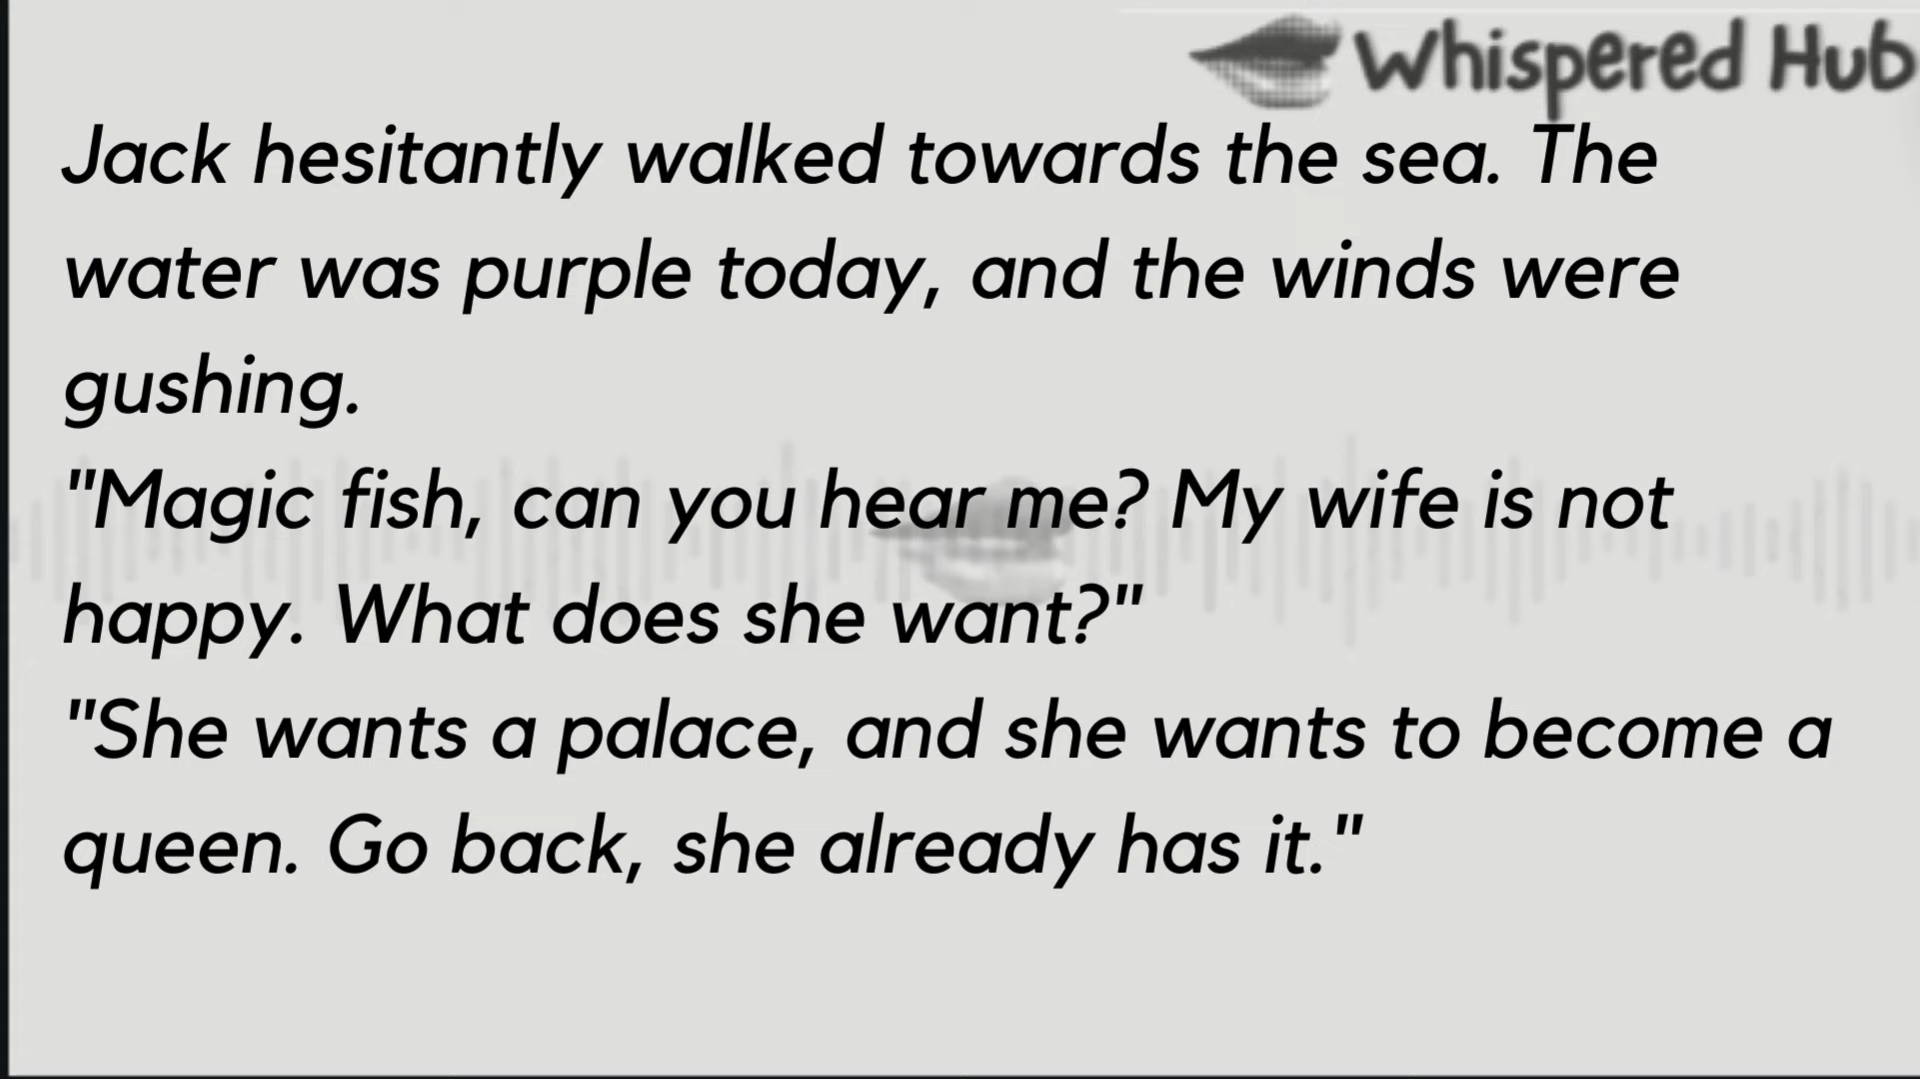 Whispered Hub
Jack hesitantly walked towards the sea. The
water was purple today, and the winds were
gushing.
"Magic fish, can you hear me? My wife is not
happy. What does she want?"
"She wants a palace, and she wants to become a
queen. Go back, she already has it."